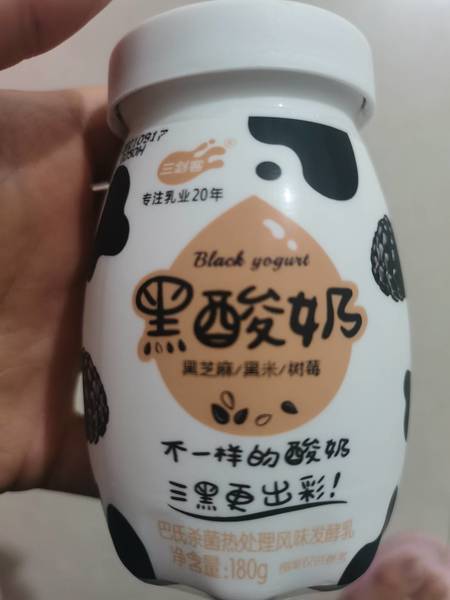 三剑客
专注乳业20年
Black yogurt
黑酸奶
黑芝麻/黑米/树莓
不一样的酸奶
三黑更出彩!
巴氏杀菌热处理风味发酵乳
净含量:180g